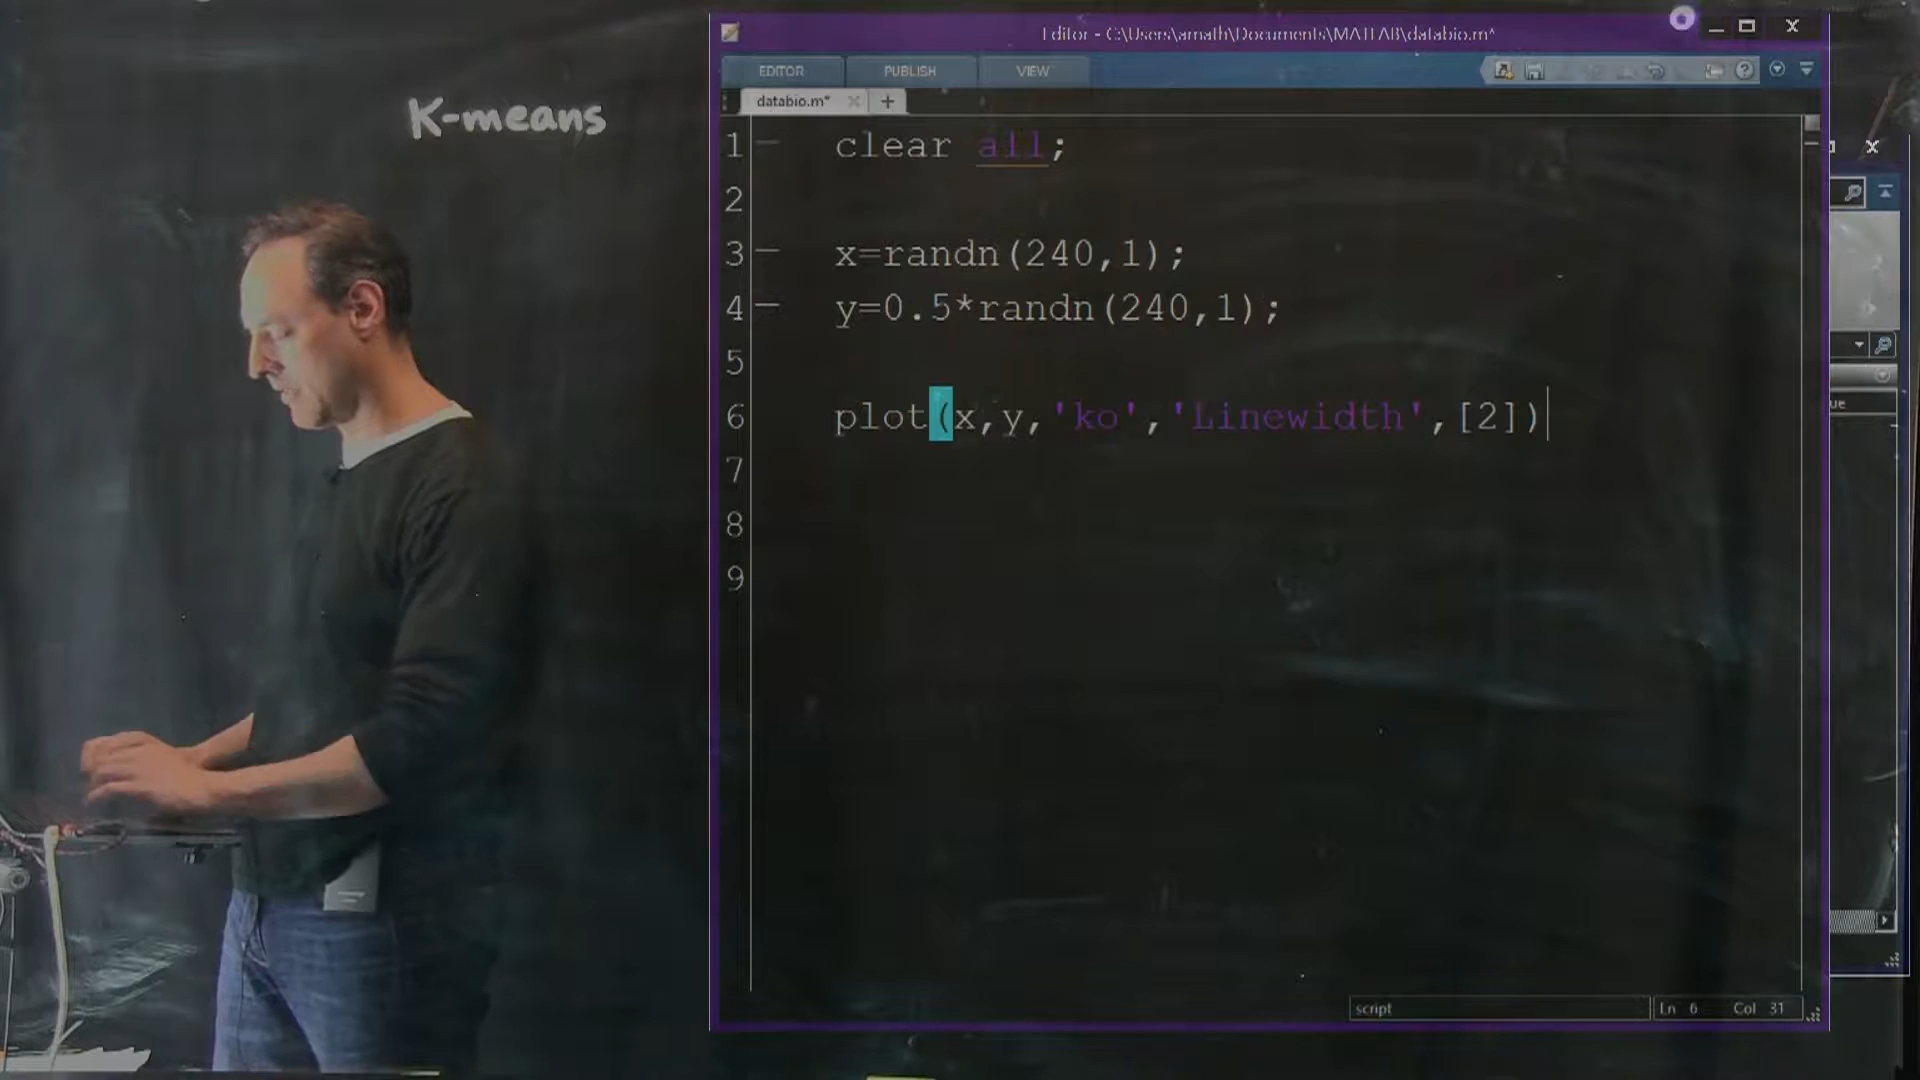 K-means
Editor - C:\Users\amath\Documents\MATLAB\databio.m*
EDITOR PUBLISH VIEW
databio.m*
1 clear all;
2
3 x=randn(240,1);
4 y=0.5*randn(240,1);
5
6 plot(x,y,'ko','Linewidth',[2])
7
8
9
ue
script Ln 6 Col 31